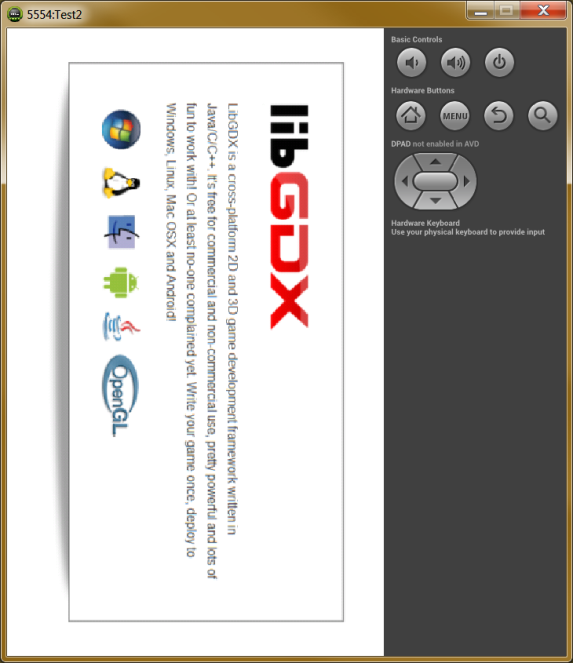 5554:Test2
libGDX
LibGDX is a cross-platform 2D and 3D game development framework written in
Java/C/C++. It's free for commercial and non-commercial use, pretty powerful and lots of
fun to work with! Or at least no-one complained yet. Write your game once, deploy to
Windows, Linux, Mac OSX and Android!
OpenGL
Basic Controls
Hardware Buttons
MENU
DPAD not enabled in AVD
Hardware Keyboard
Use your physical keyboard to provide input